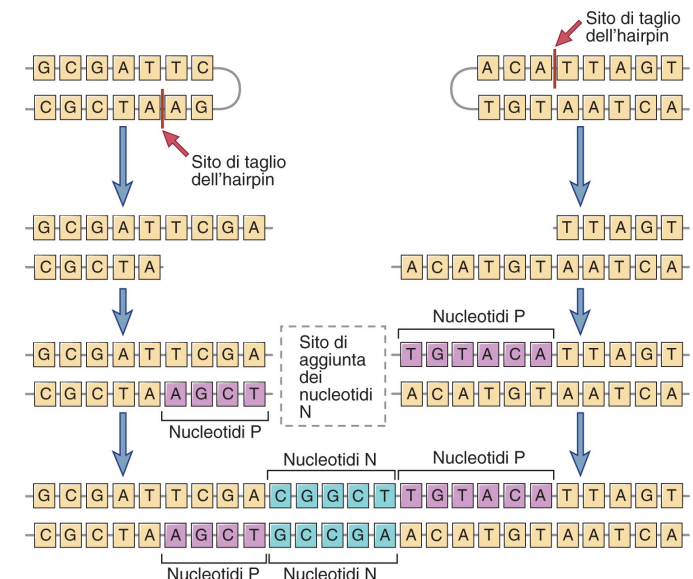 Sito di taglio
dell'hairpin
G C G A T T C
A C A T T A G T
C G C T A A G
T G T A A T C A
Sito di taglio
dell'hairpin
G C G A T T C G A
T T A G T
C G C T A
A C A T G T A A T C A
Nucleotidi P
G C G A T T C G A
Sito di
aggiunta
dei
nucleotidi
N
T G T A C A T T A G T
C G C T A A G C T
A C A T G T A A T C A
Nucleotidi P
Nucleotidi N
Nucleotidi P
G C G A T T C G A C G G C T T G T A C A T T A G T
C G C T A A G C T G C C G A A C A T G T A A T C A
Nucleotidi P
Nucleotidi N